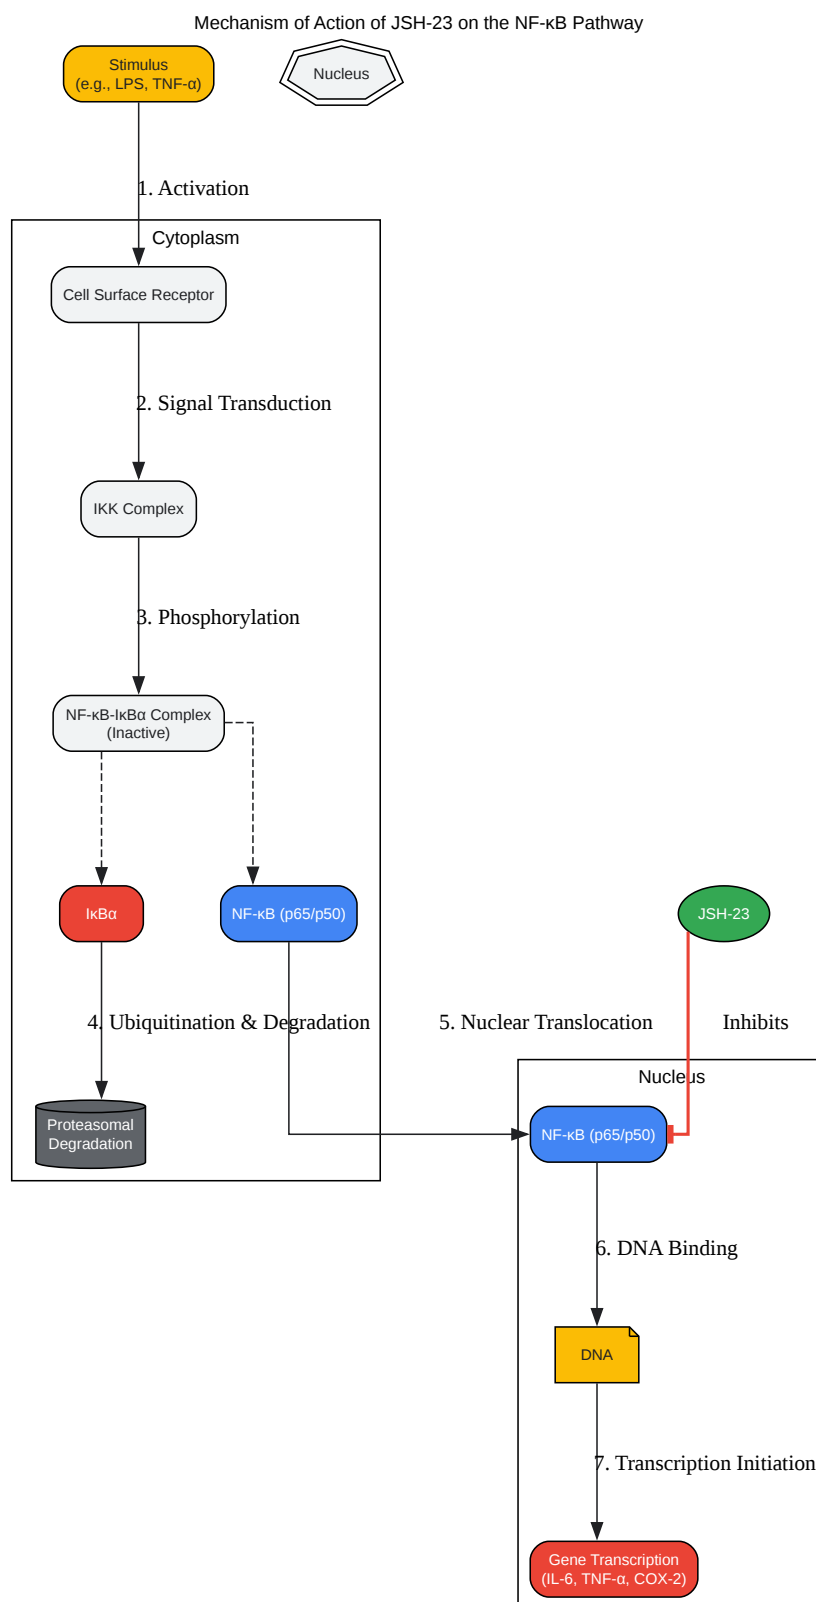 Mechanism of Action of JSH-23 on the NF-κB Pathway
Stimulus
(e.g., LPS, TNF-α)
Nucleus
1. Activation
Cytoplasm
Cell Surface Receptor
2. Signal Transduction
IKK Complex
3. Phosphorylation
NF-κB-IκBα Complex
(Inactive)
IκBα
NF-κB (p65/p50)
JSH-23
4. Ubiquitination & Degradation
5. Nuclear Translocation
Inhibits
Nucleus
Proteasomal
Degradation
NF-κB (p65/p50)
6. DNA Binding
DNA
7. Transcription Initiation
Gene Transcription
(IL-6, TNF-α, COX-2)